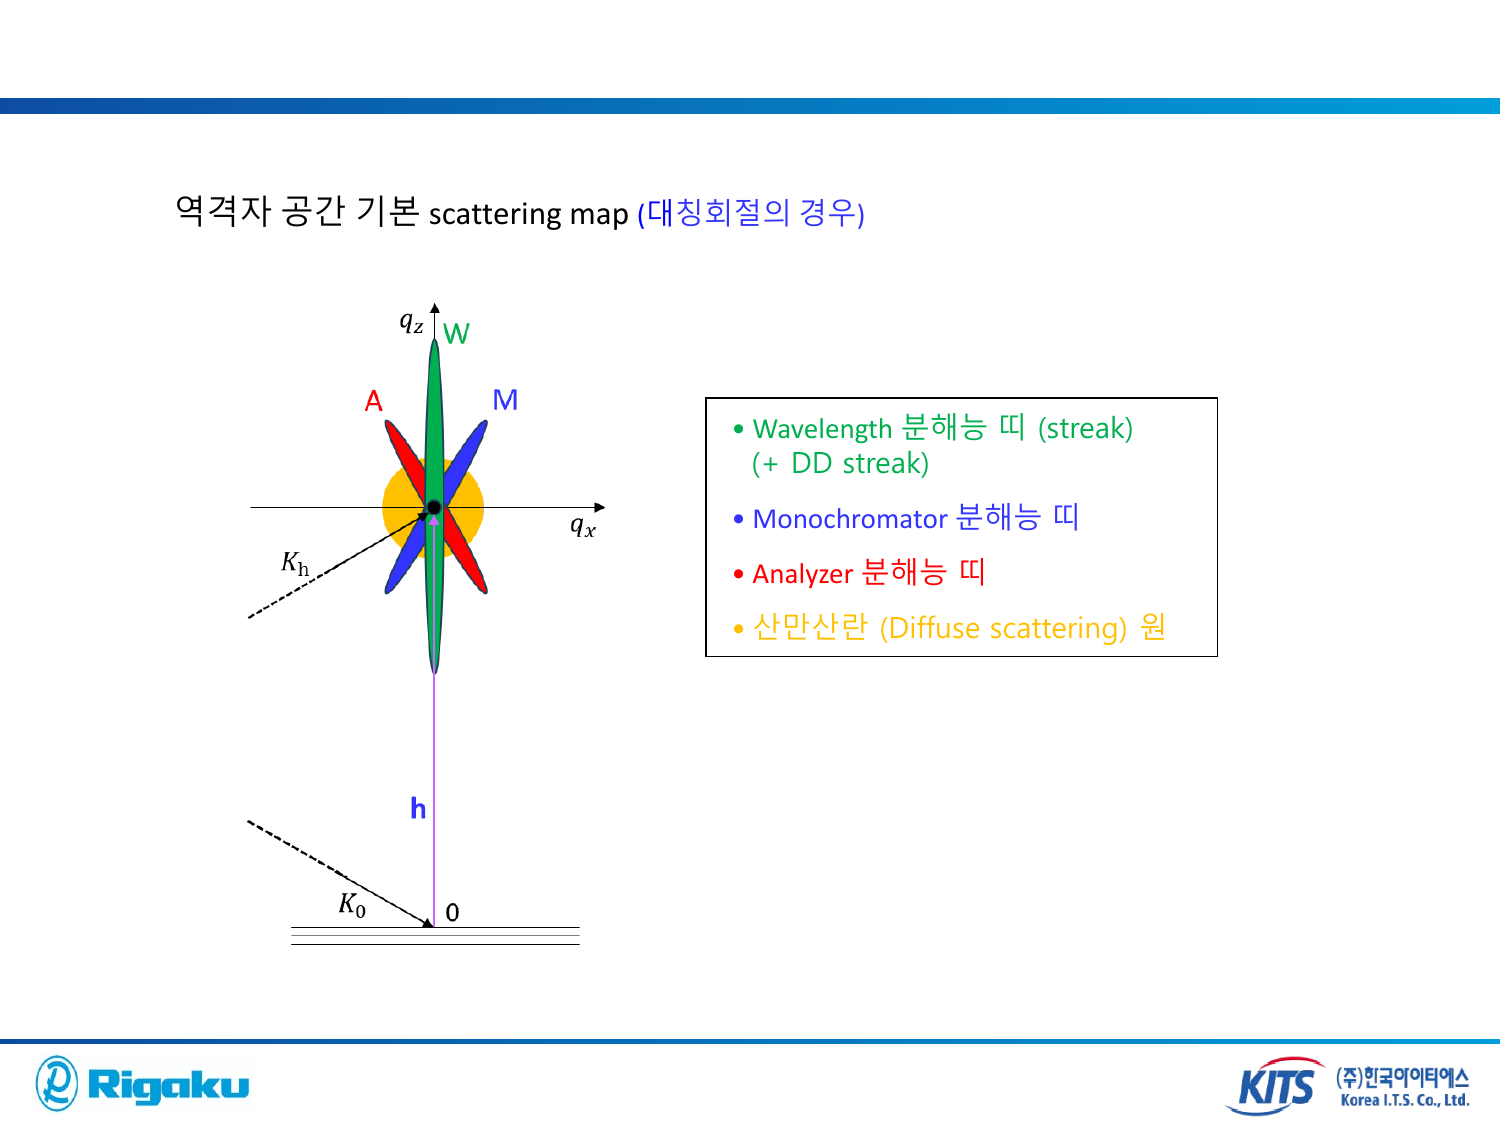 역격자 공간 기본 scattering map (대칭회절의 경우)
q_z
W
A
M
q_x
K_h
h
K_0
0
• Wavelength 분해능 띠 (streak)
(+ DD streak)
• Monochromator 분해능 띠
• Analyzer 분해능 띠
• 산만산란 (Diffuse scattering) 원
Rigaku
KITS
(주)한국아이티에스
Korea I.T.S. Co., Ltd.